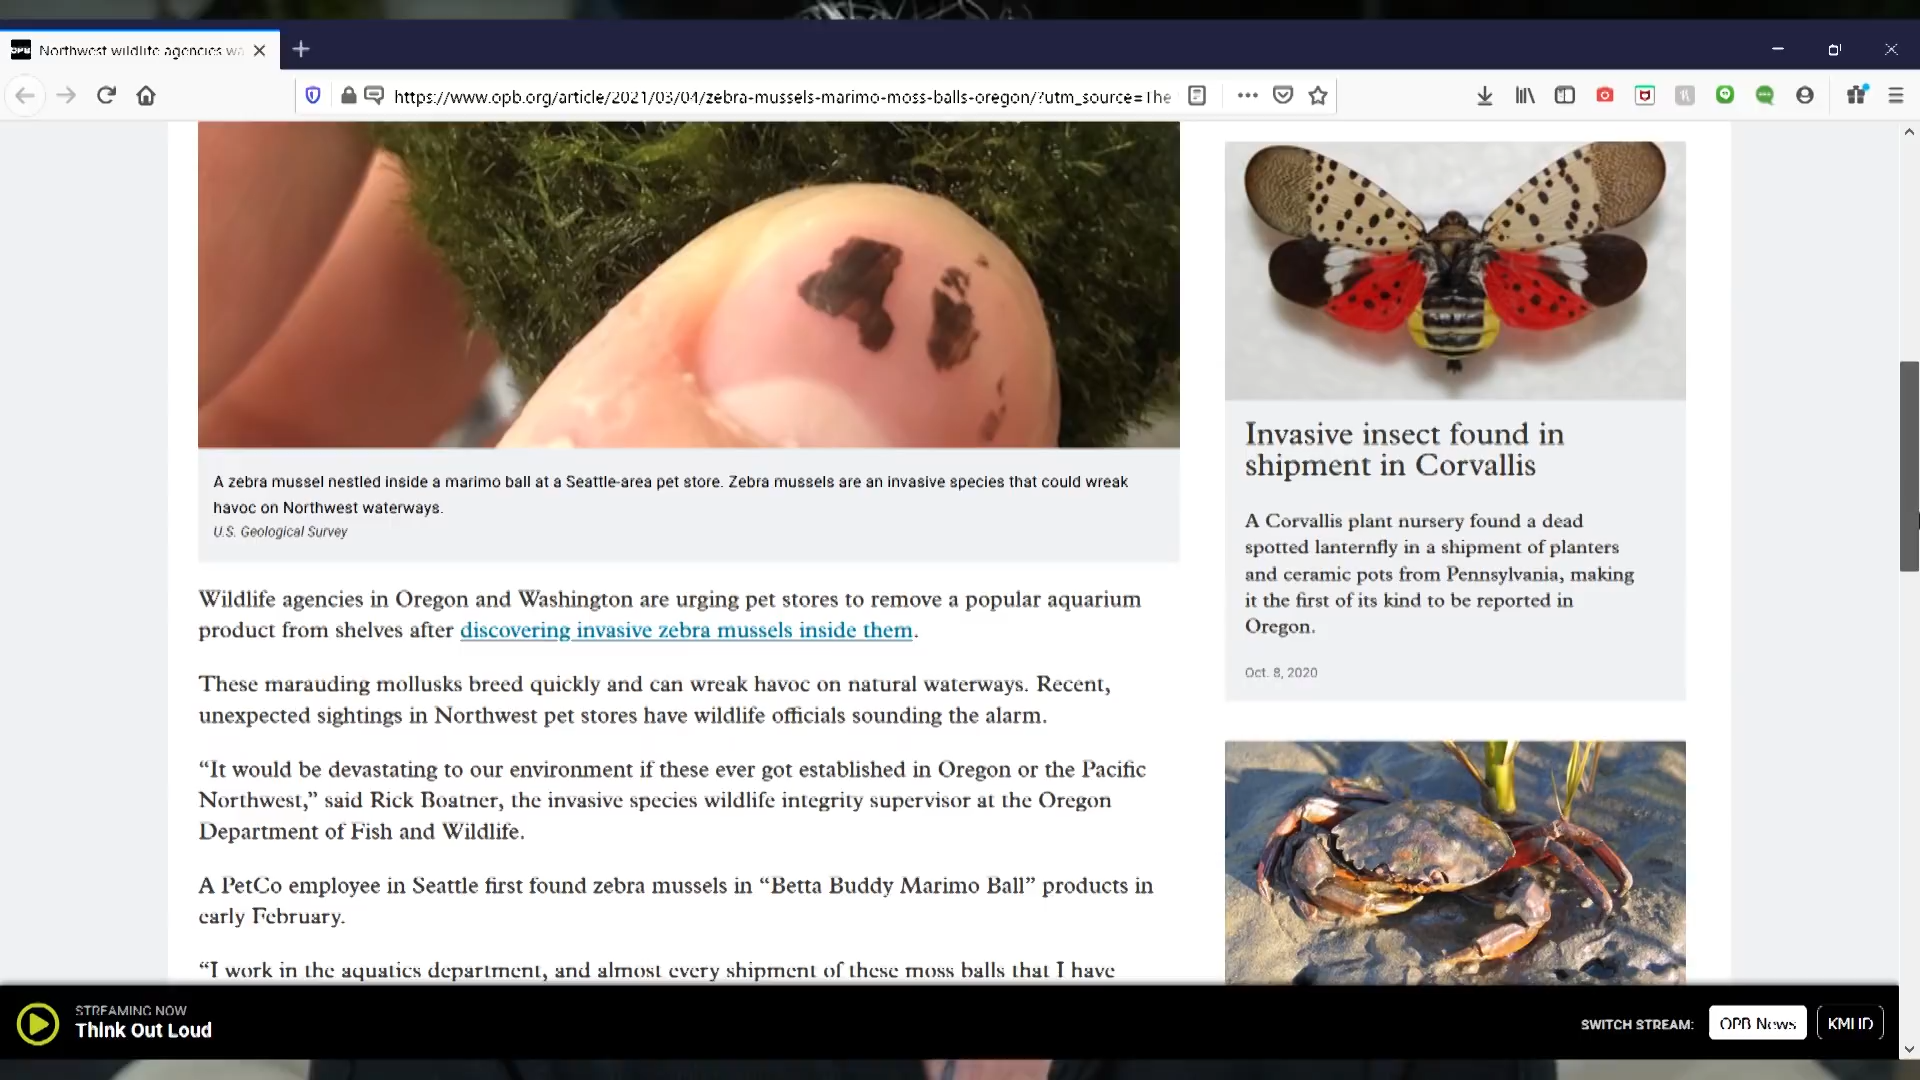 OPB
Northwest wildlife agencies wa
https://www.opb.org/article/2021/03/04/zebra-mussels-marimo-moss-balls-oregon/?utm_source=The
A zebra mussel nestled inside a marimo ball at a Seattle-area pet store. Zebra mussels are an invasive species that could wreak
havoc on Northwest waterways.
U.S. Geological Survey
Wildlife agencies in Oregon and Washington are urging pet stores to remove a popular aquarium
product from shelves after discovering invasive zebra mussels inside them.
These marauding mollusks breed quickly and can wreak havoc on natural waterways. Recent,
unexpected sightings in Northwest pet stores have wildlife officials sounding the alarm.
“It would be devastating to our environment if these ever got established in Oregon or the Pacific
Northwest,” said Rick Boatner, the invasive species wildlife integrity supervisor at the Oregon
Department of Fish and Wildlife.
A PetCo employee in Seattle first found zebra mussels in “Betta Buddy Marimo Ball” products in
early February.
“I work in the aquatics department, and almost every shipment of these moss balls that I have
Invasive insect found in
shipment in Corvallis
A Corvallis plant nursery found a dead
spotted lanternfly in a shipment of planters
and ceramic pots from Pennsylvania, making
it the first of its kind to be reported in
Oregon.
Oct. 8, 2020
STREAMING NOW
Think Out Loud
SWITCH STREAM:
OPB News
KMHD